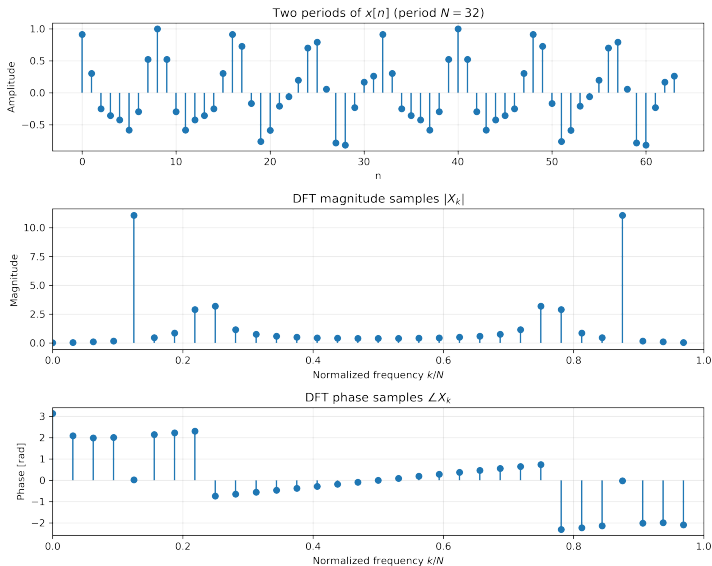 Two periods of x[n] (period N = 32)
1.0
0.5
0.0
−0.5
Amplitude
0 10 20 30 40 50 60
n
DFT magnitude samples |X_k|
10.0
7.5
5.0
2.5
0.0
Magnitude
0.0 0.2 0.4 0.6 0.8 1.0
Normalized frequency k/N
DFT phase samples ∠X_k
3
2
1
0
−1
−2
Phase [rad]
0.0 0.2 0.4 0.6 0.8 1.0
Normalized frequency k/N